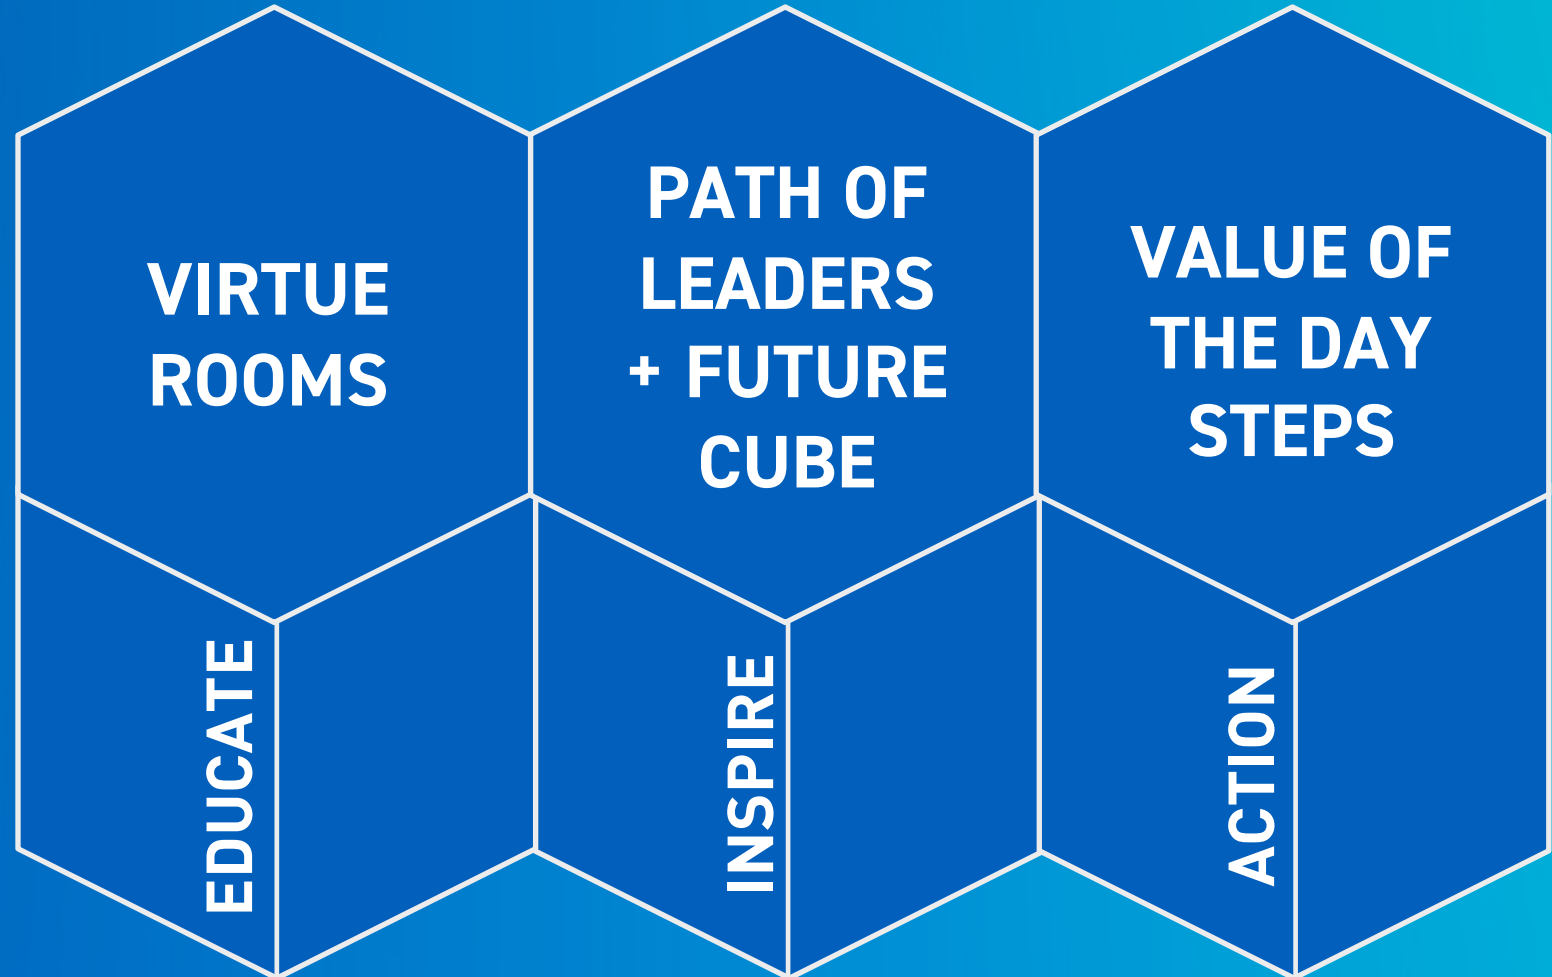 VIRTUE
ROOMS
PATH OF
LEADERS
+ FUTURE
CUBE
VALUE OF
THE DAY
STEPS
EDUCATE
INSPIRE
ACTION